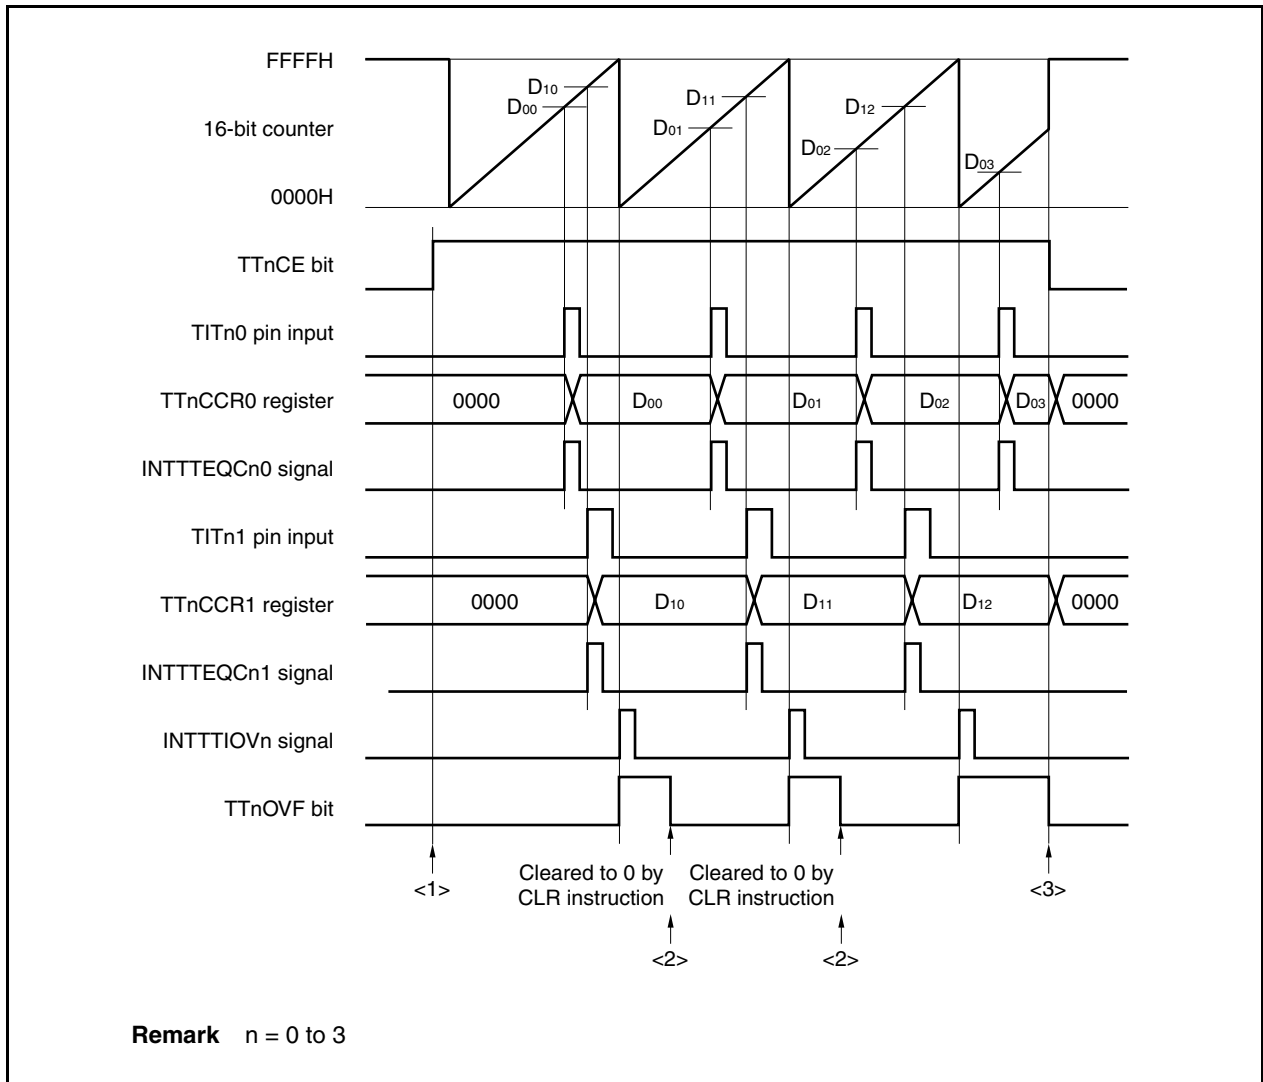 FFFFH
D10
D00
D11
D01
D12
D02
D03
16-bit counter
0000H
TTnCE bit
TITn0 pin input
TTnCCR0 register
0000
D00
D01
D02
D03
0000
INTTTEQCn0 signal
TITn1 pin input
TTnCCR1 register
0000
D10
D11
D12
0000
INTTTEQCn1 signal
INTTTIOVn signal
TTnOVF bit
<1>
Cleared to 0 by
CLR instruction
<2>
Cleared to 0 by
CLR instruction
<2>
<3>
Remark n = 0 to 3